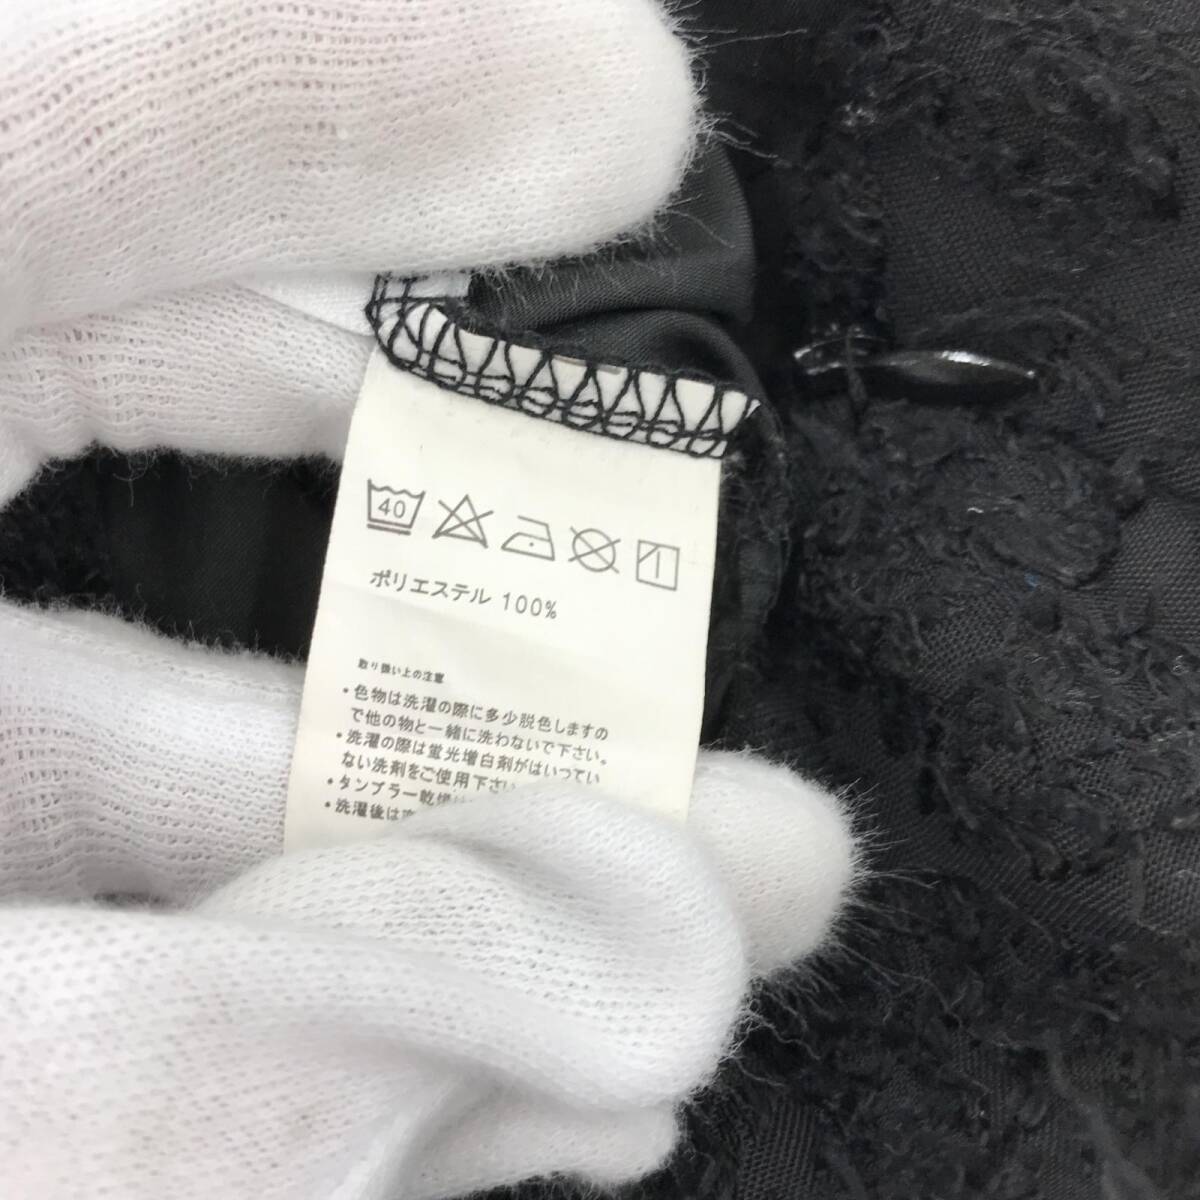 40
ポリエステル 100%
取り扱い上の注意
・色物は洗濯の際に多少脱色しますの
で他の物と一緒に洗わないで下さい。
・洗濯の際は蛍光増白剤がはいってい
ない洗剤をご使用下さい
・タンブラー乾燥は
・洗濯後は